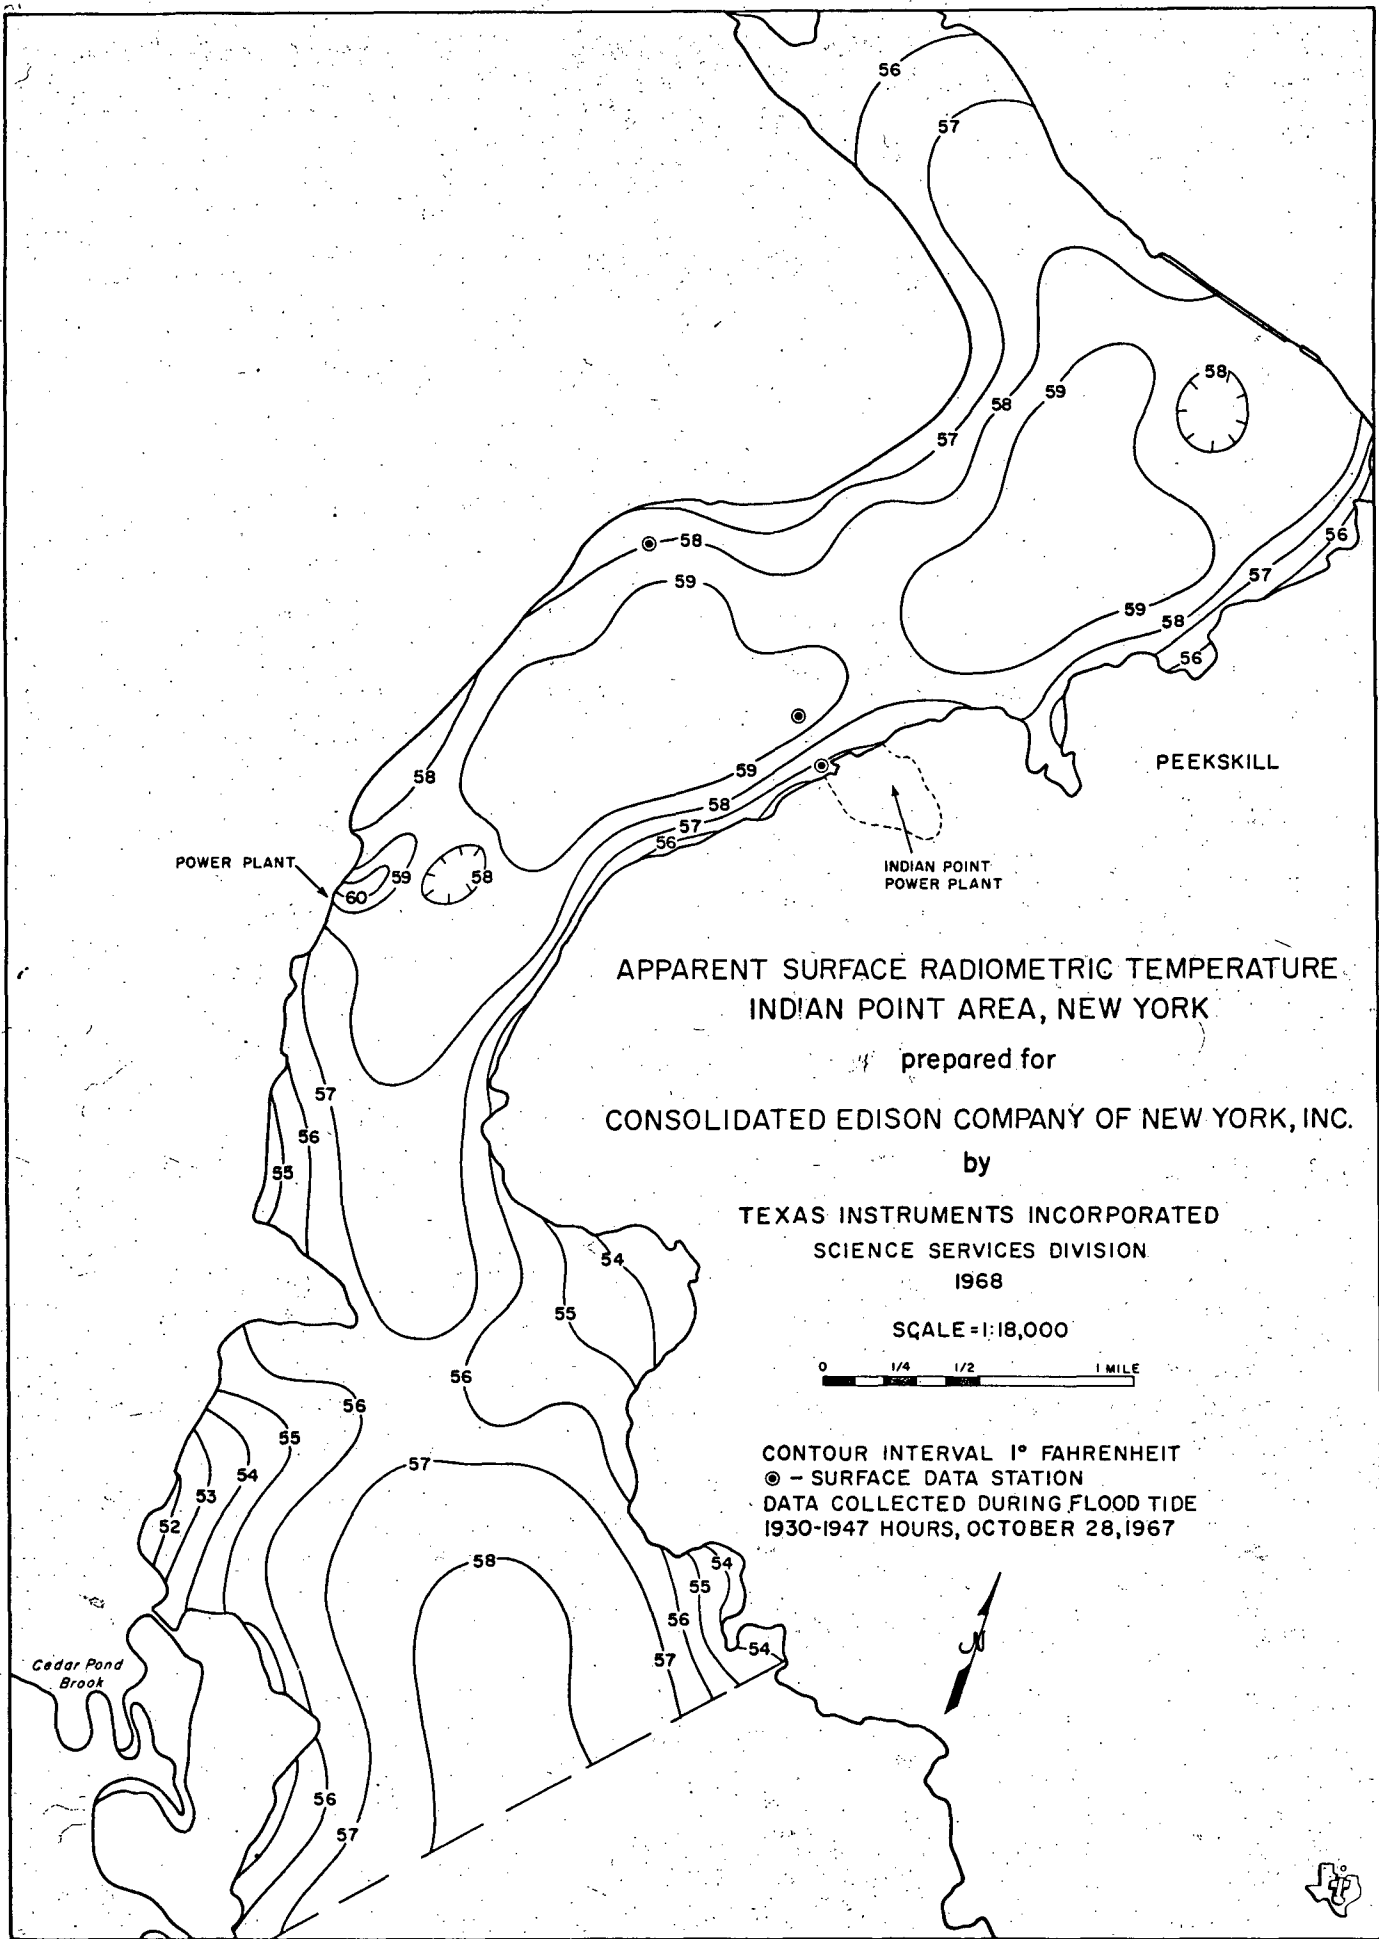 56
57
58
59
58
57
58
59
56
57
59
58
56
PEEKSKILL
59
58
58
57
56
POWER PLANT
59
58
60
INDIAN POINT
POWER PLANT
APPARENT SURFACE RADIOMETRIC TEMPERATURE
INDIAN POINT AREA, NEW YORK
prepared for
57
CONSOLIDATED EDISON COMPANY OF NEW YORK, INC.
56
by
55
TEXAS INSTRUMENTS INCORPORATED
SCIENCE SERVICES DIVISION
54
1968
55
SCALE = 1:18,000
0 1/4 1/2 1 MILE
56
56
55
CONTOUR INTERVAL 1° FAHRENHEIT
57
54
– SURFACE DATA STATION
53
DATA COLLECTED DURING FLOOD TIDE
52
1930-1947 HOURS, OCTOBER 28, 1967
58
54
55
56
N
54
57
Cedar Pond
Brook
56
57
TI